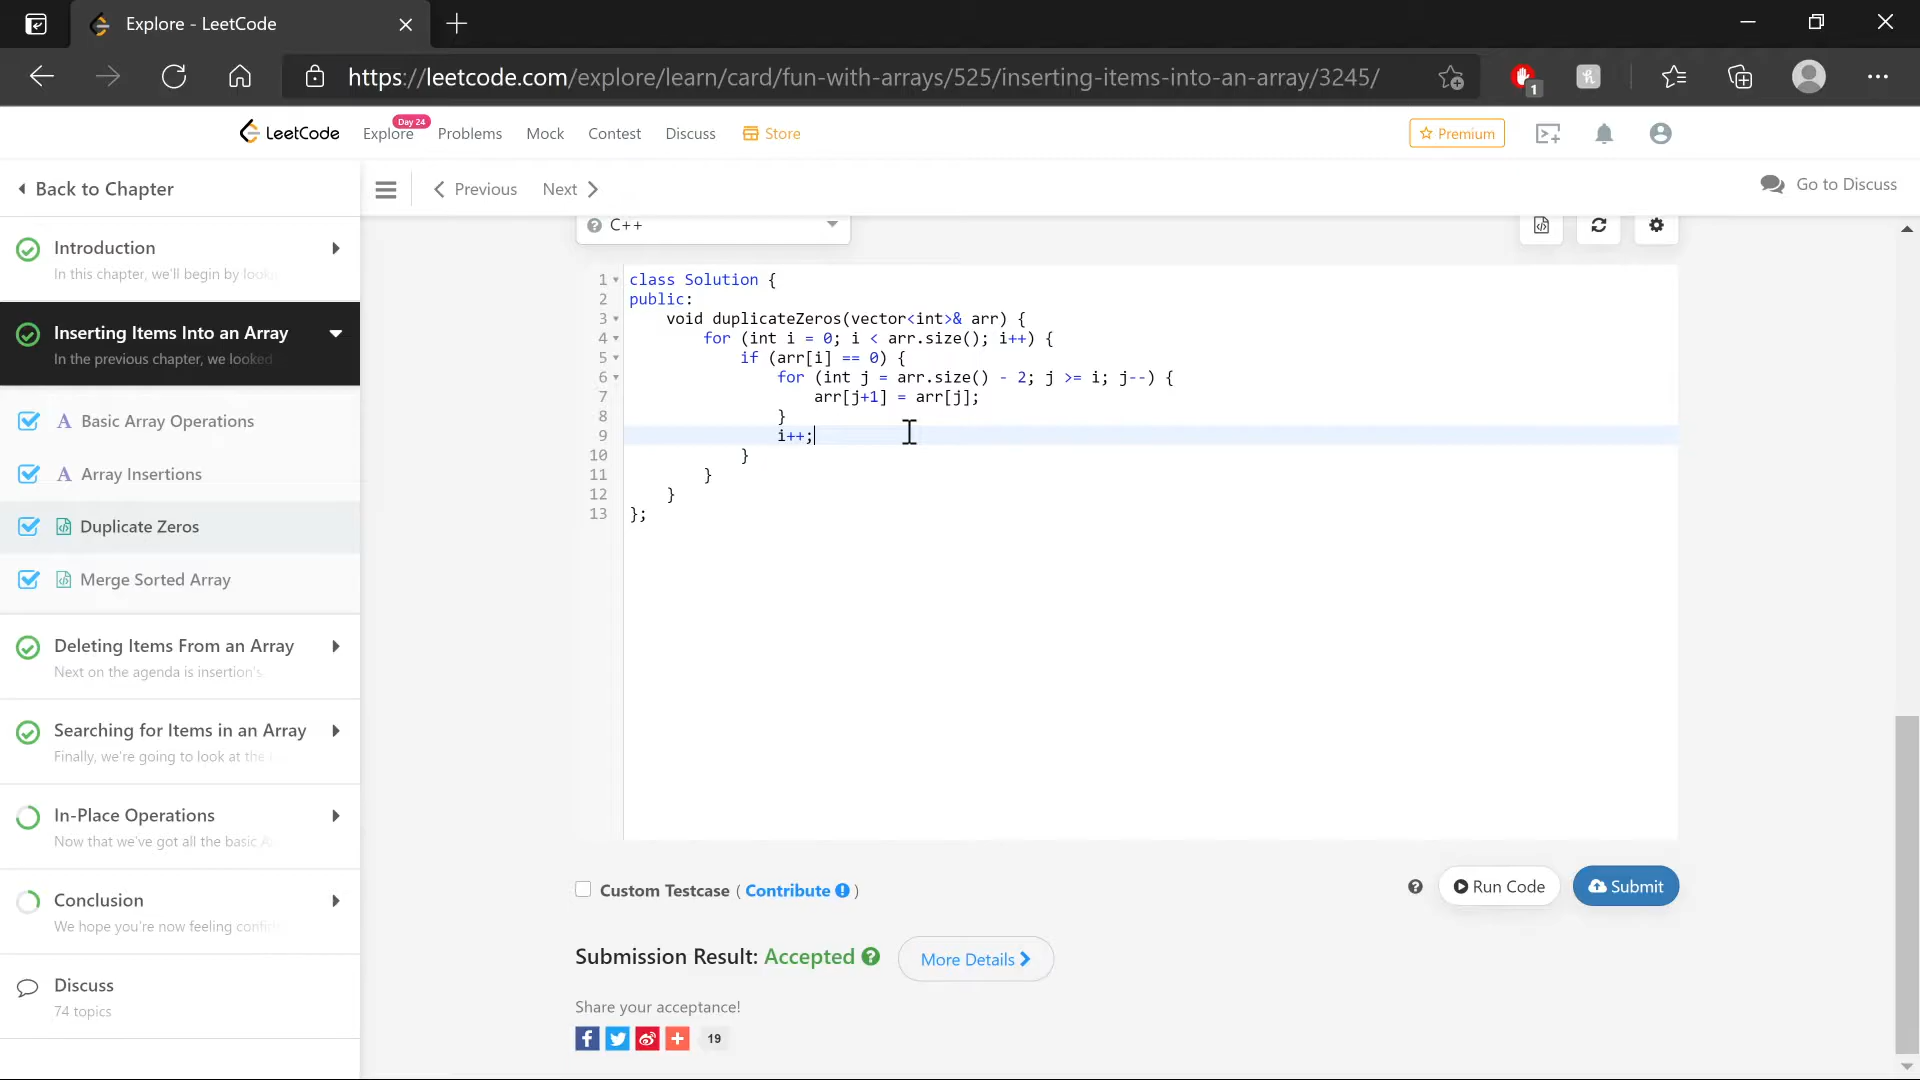 Explore - LeetCode
https://leetcode.com/explore/learn/card/fun-with-arrays/525/inserting-items-into-an-array/3245/
1
LeetCode
Explore
Day 24
Problems
Mock
Contest
Discuss
Store
Premium
Back to Chapter
Previous
Next
Go to Discuss
Introduction
In this chapter, we'll begin by look
Inserting Items Into an Array
In the previous chapter, we looked
Basic Array Operations
Array Insertions
Duplicate Zeros
Merge Sorted Array
Deleting Items From an Array
Next on the agenda is insertion's
Searching for Items in an Array
Finally, we're going to look at the
In-Place Operations
Now that we've got all the basic
Conclusion
We hope you're now feeling
Discuss
74 topics
C++
1 class Solution {
2 public:
3     void duplicateZeros(vector<int>& arr) {
4         for (int i = 0; i < arr.size(); i++) {
5             if (arr[i] == 0) {
6                 for (int j = arr.size() - 2; j >= i; j--) {
7                     arr[j+1] = arr[j];
8                 }
9                 i++;
10             }
11         }
12     }
13 };
Custom Testcase ( Contribute )
Run Code
Submit
Submission Result: Accepted
More Details
Share your acceptance!
19